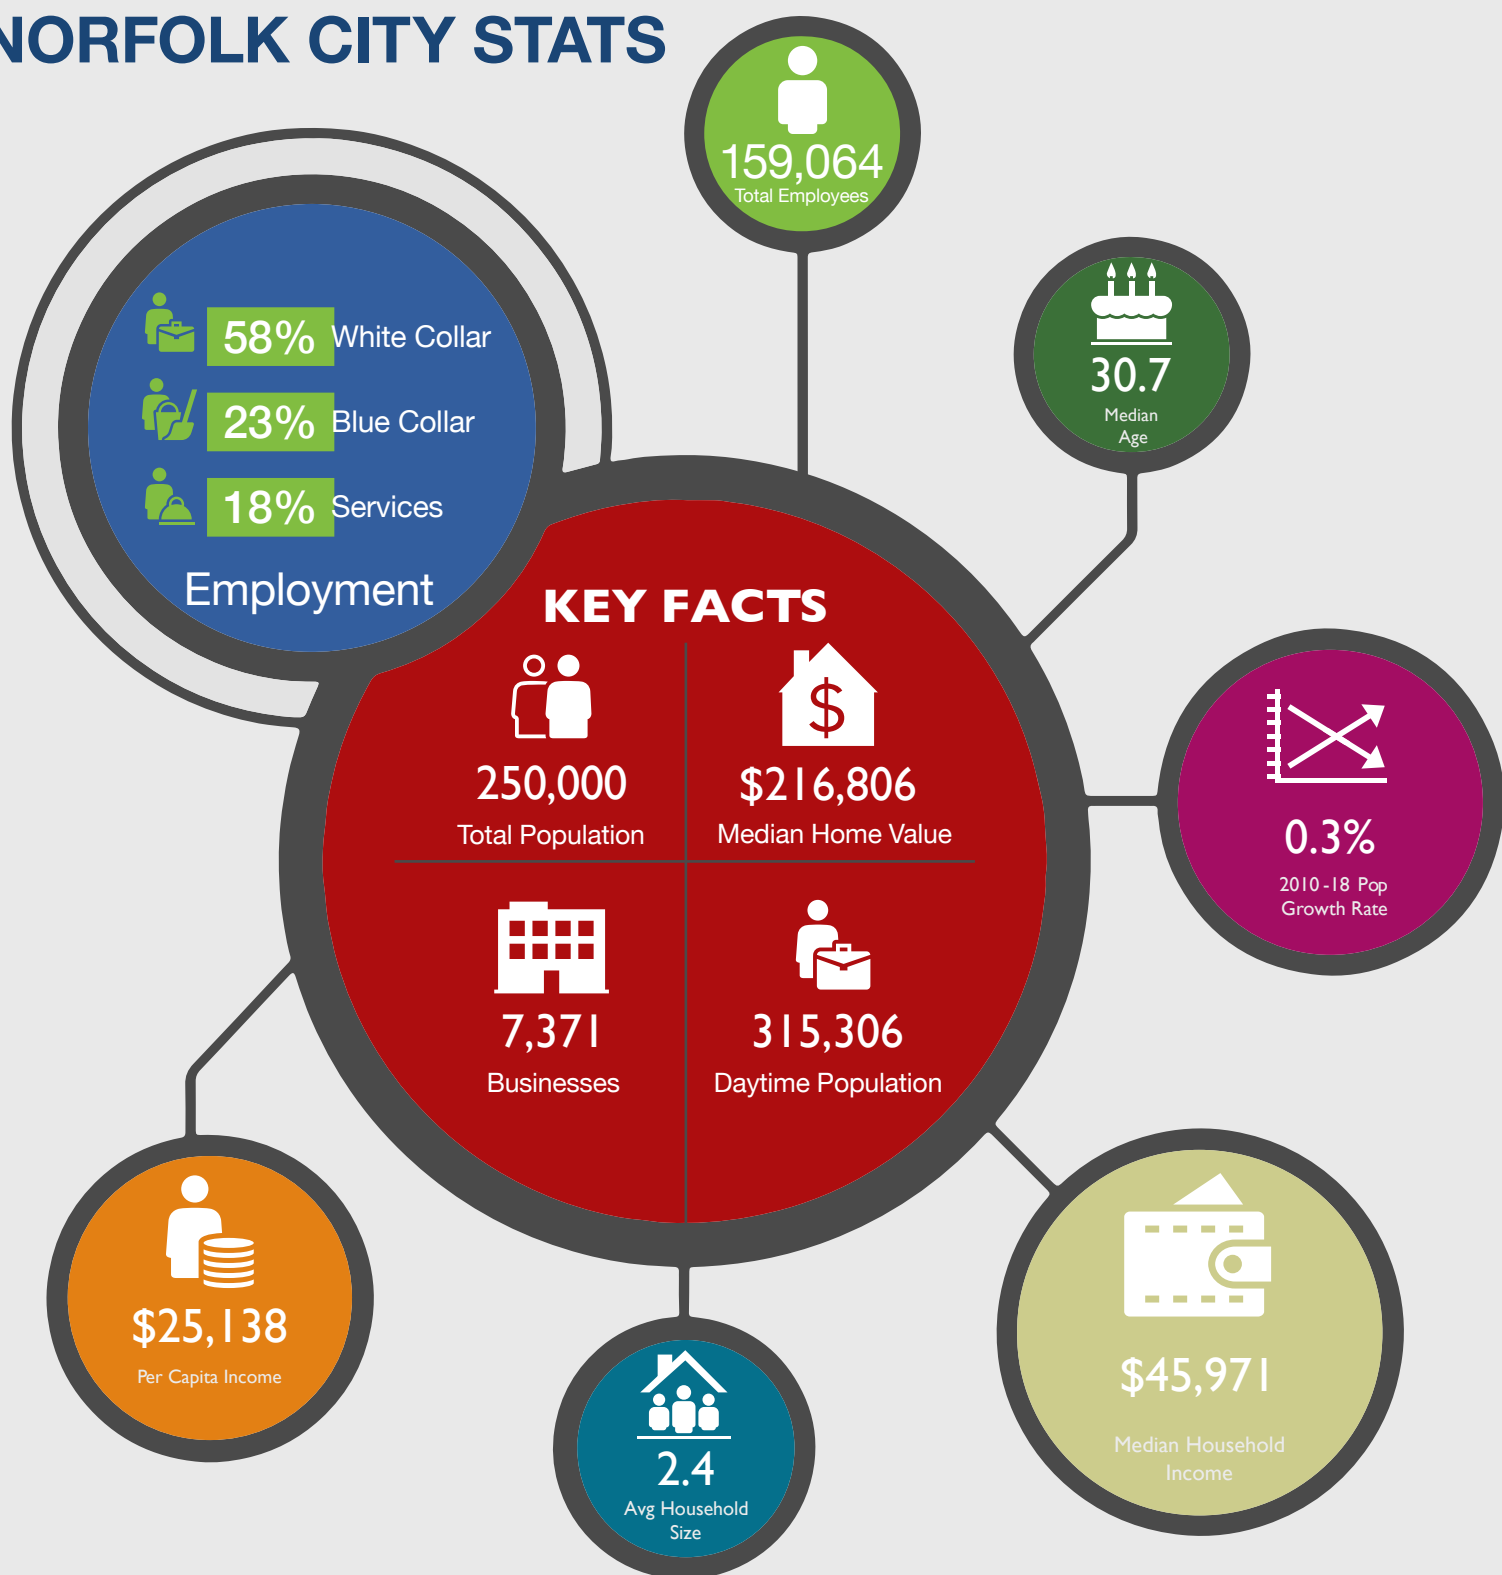 NORFOLK CITY STATS
159,064
Total Employees
58% White Collar
23% Blue Collar
18% Services
Employment
30.7
Median
Age
KEY FACTS
250,000
Total Population
$216,806
Median Home Value
7,371
Businesses
315,306
Daytime Population
0.3%
2010-18 Pop
Growth Rate
$25,138
Per Capita Income
2.4
Avg Household
Size
$45,971
Median Household
Income